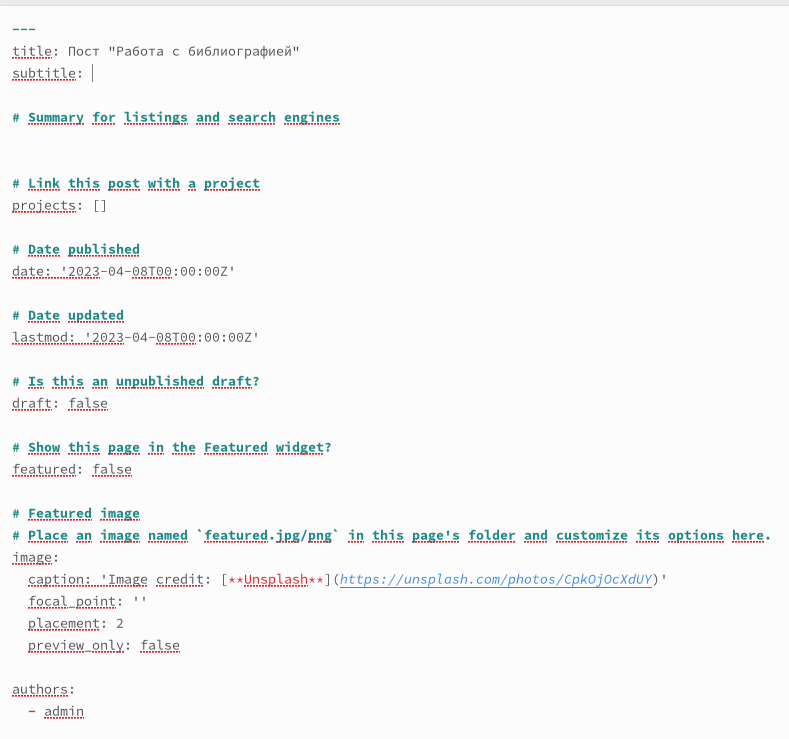 ---
title: Пост "Работа с библиографией"
subtitle:
# Summary for listings and search engines
# Link this post with a project
projects: []
# Date published
date: '2023-04-08T00:00:00Z'
# Date updated
lastmod: '2023-04-08T00:00:00Z'
# Is this an unpublished draft?
draft: false
# Show this page in the Featured widget?
featured: false
# Featured image
# Place an image named `featured.jpg/png` in this page's folder and customize its options here.
image:
  caption: 'Image credit: [**Unsplash**](https://unsplash.com/photos/CpkOjOcXdUY)'
  focal_point: ''
  placement: 2
  preview_only: false
authors:
  - admin